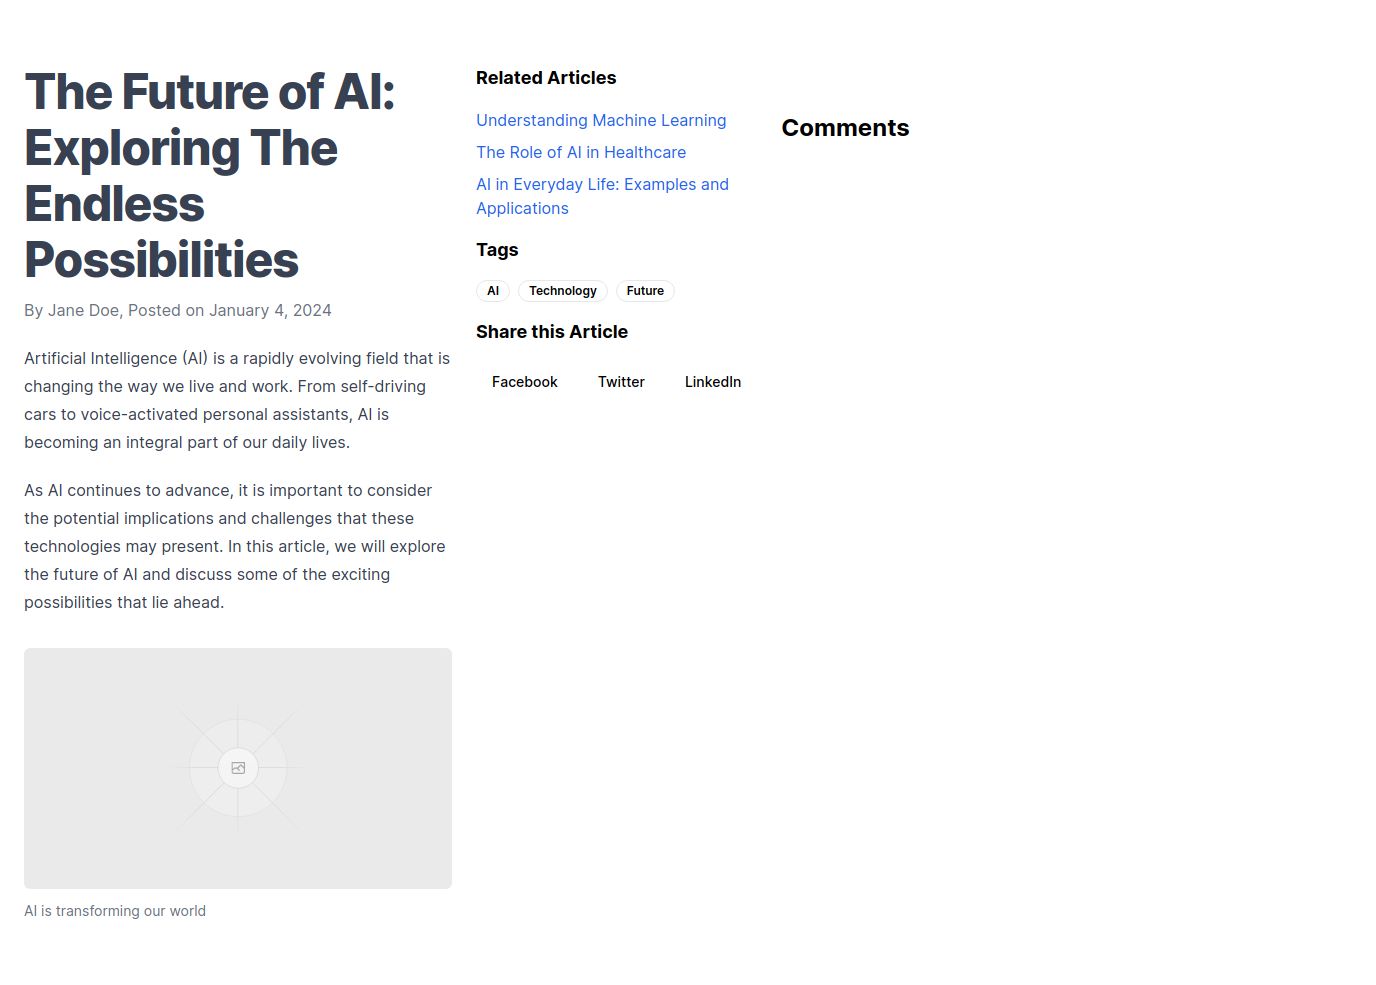 The Future of AI:
Exploring The
Endless
Possibilities
By Jane Doe, Posted on January 4, 2024
Artificial Intelligence (AI) is a rapidly evolving field that is
changing the way we live and work. From self-driving
cars to voice-activated personal assistants, AI is
becoming an integral part of our daily lives.
As AI continues to advance, it is important to consider
the potential implications and challenges that these
technologies may present. In this article, we will explore
the future of AI and discuss some of the exciting
possibilities that lie ahead.
AI is transforming our world
Related Articles
Understanding Machine Learning
The Role of AI in Healthcare
AI in Everyday Life: Examples and
Applications
Tags
AI Technology Future
Share this Article
Facebook Twitter LinkedIn
Comments